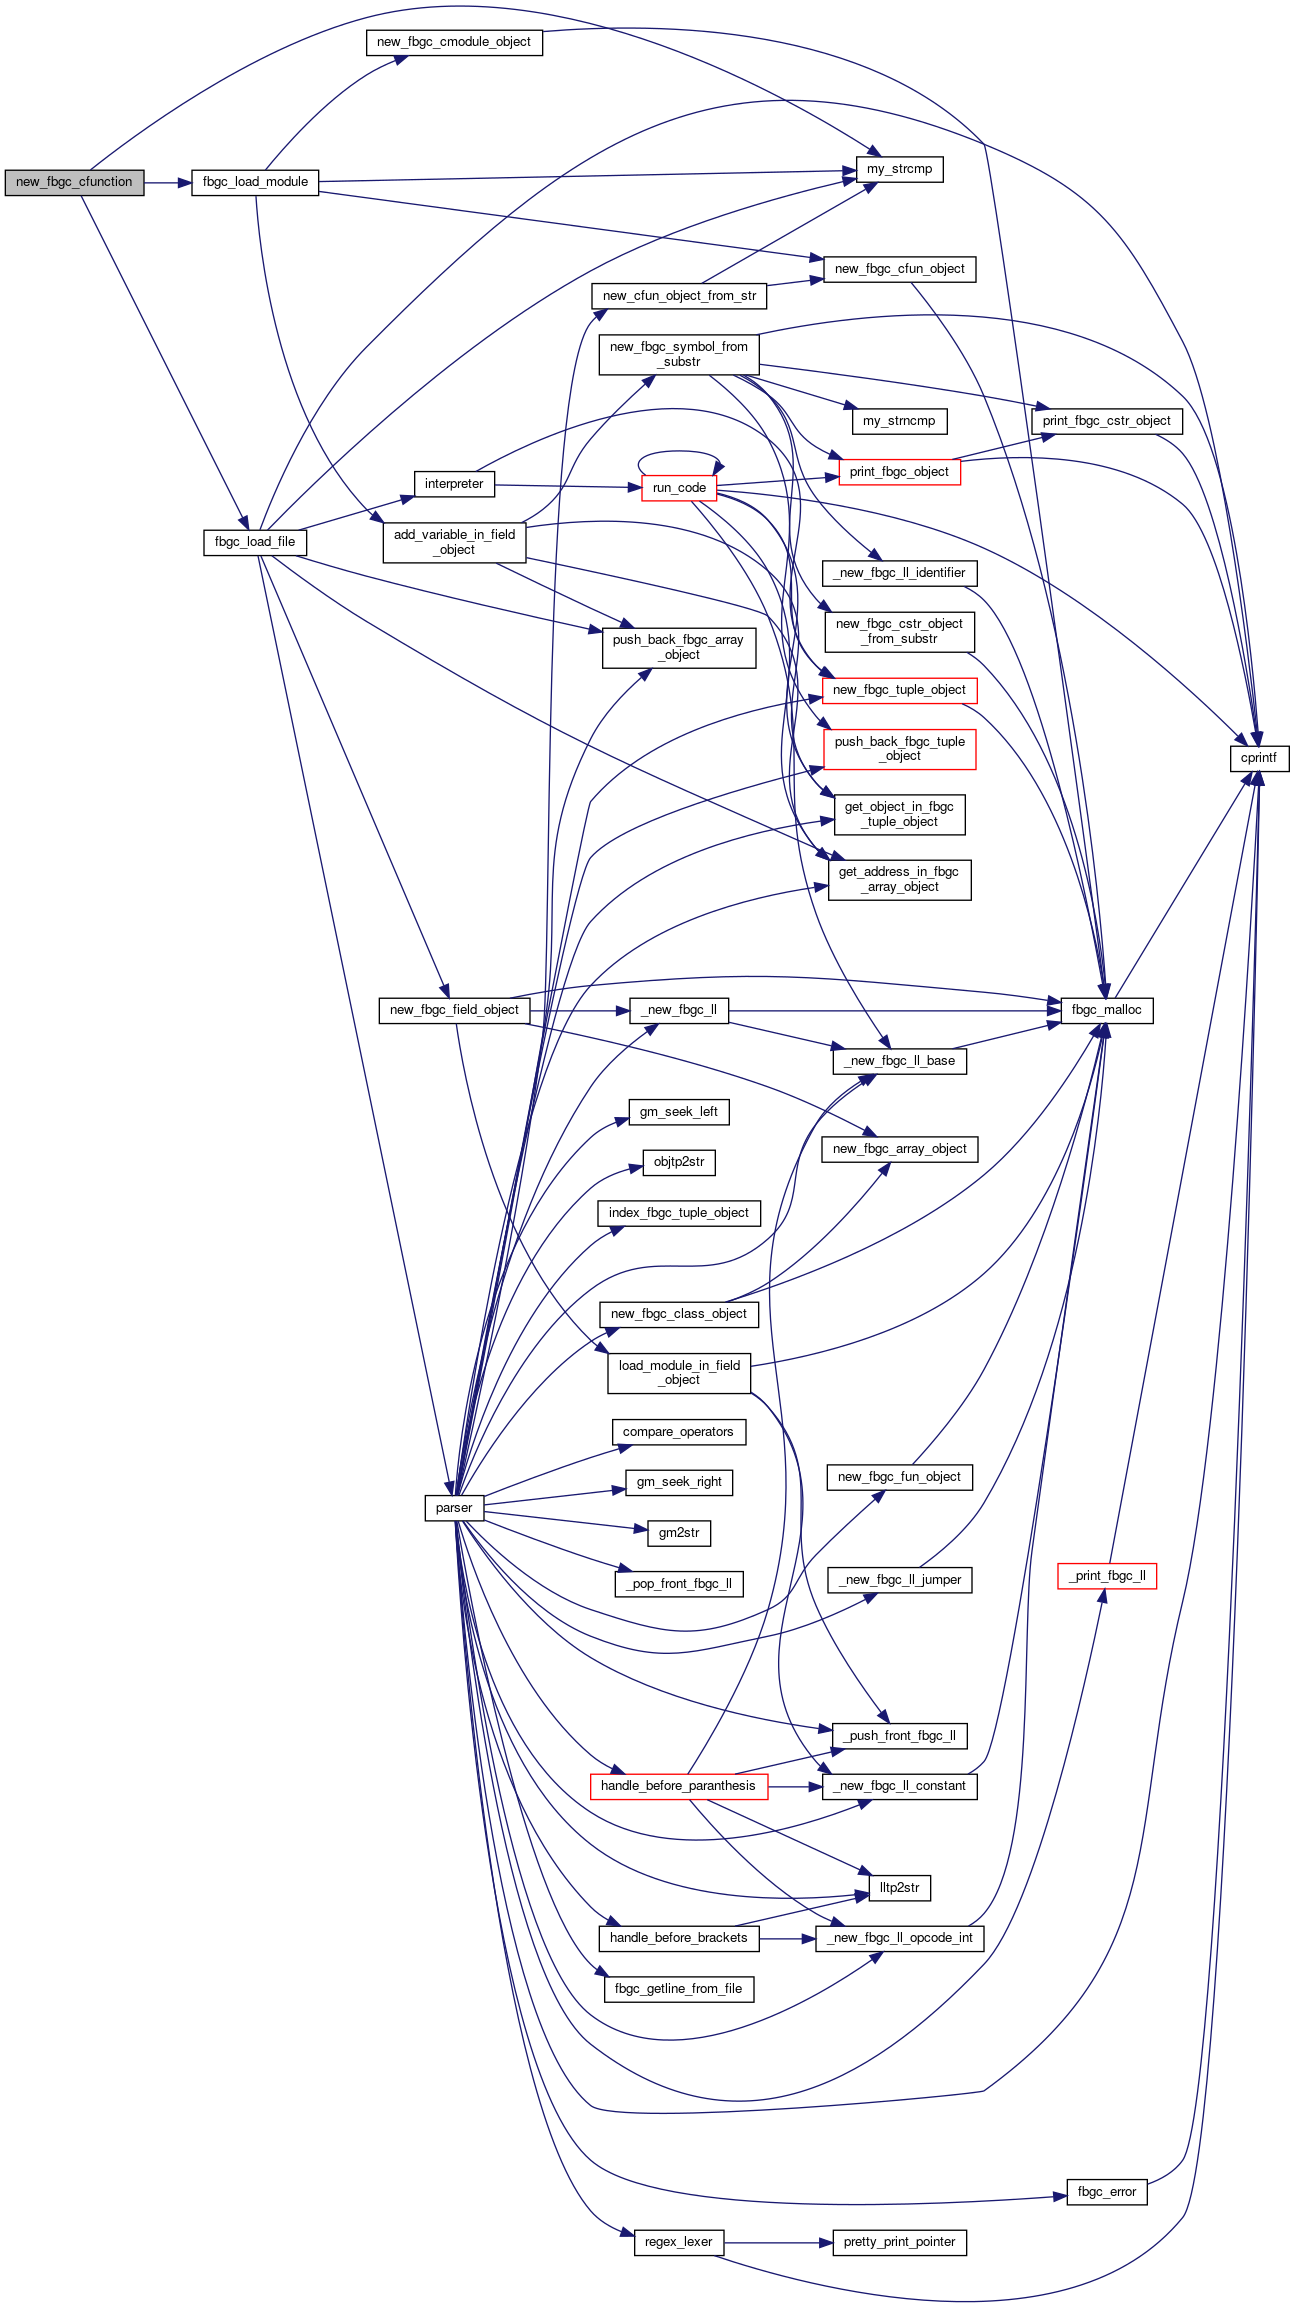 new_fbgc_cmodule_object
my_strcmp
new_fbgc_cfunction
fbgc_load_module
new_fbgc_cfun_object
new_cfun_object_from_str
new_fbgc_symbol_from
_substr
my_strncmp
print_fbgc_cstr_object
print_fbgc_object
interpreter
run_code
add_variable_in_field
_object
fbgc_load_file
_new_fbgc_ll_identifier
new_fbgc_cstr_object
_from_substr
push_back_fbgc_array
_object
new_fbgc_tuple_object
push_back_fbgc_tuple
_object
cprintf
get_object_in_fbgc
_tuple_object
get_address_in_fbgc
_array_object
new_fbgc_field_object
_new_fbgc_ll
fbgc_malloc
_new_fbgc_ll_base
gm_seek_left
new_fbgc_array_object
objtp2str
index_fbgc_tuple_object
new_fbgc_class_object
load_module_in_field
_object
compare_operators
gm_seek_right
new_fbgc_fun_object
parser
gm2str
_pop_front_fbgc_ll
_new_fbgc_ll_jumper
_print_fbgc_ll
_push_front_fbgc_ll
handle_before_paranthesis
_new_fbgc_ll_constant
lltp2str
handle_before_brackets
_new_fbgc_ll_opcode_int
fbgc_getline_from_file
fbgc_error
regex_lexer
pretty_print_pointer